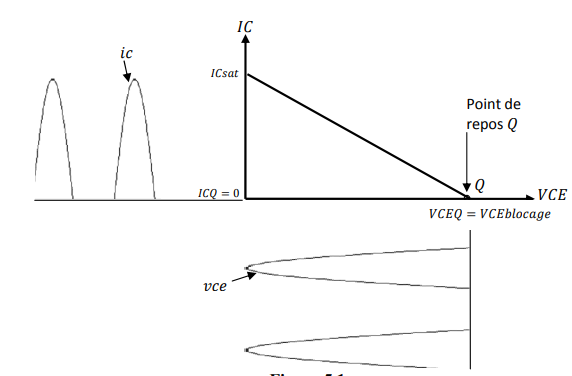 IC
ic
ICsat
Point de
repos Q
ICQ = 0
Q
VCE
VCEQ = VCEblocage
vce